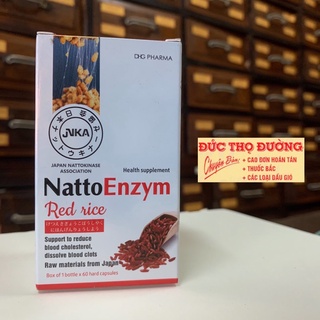 DHG PHARMA
JNKA
JAPAN NATTOKINASE
ASSOCIATION
Health supplement
NattoEnzym
Red rice
Support to reduce
blood cholesterol,
dissolve blood clots
Raw materials from Japan
Box of 1 bottle x 60 hard capsules
ĐỨC THỌ ĐƯỜNG
Chuyên Bán:
+ CAO ĐƠN HOÀN TÁN
+ THUỐC BẮC
+ CÁC LOẠI DẦU GIÓ